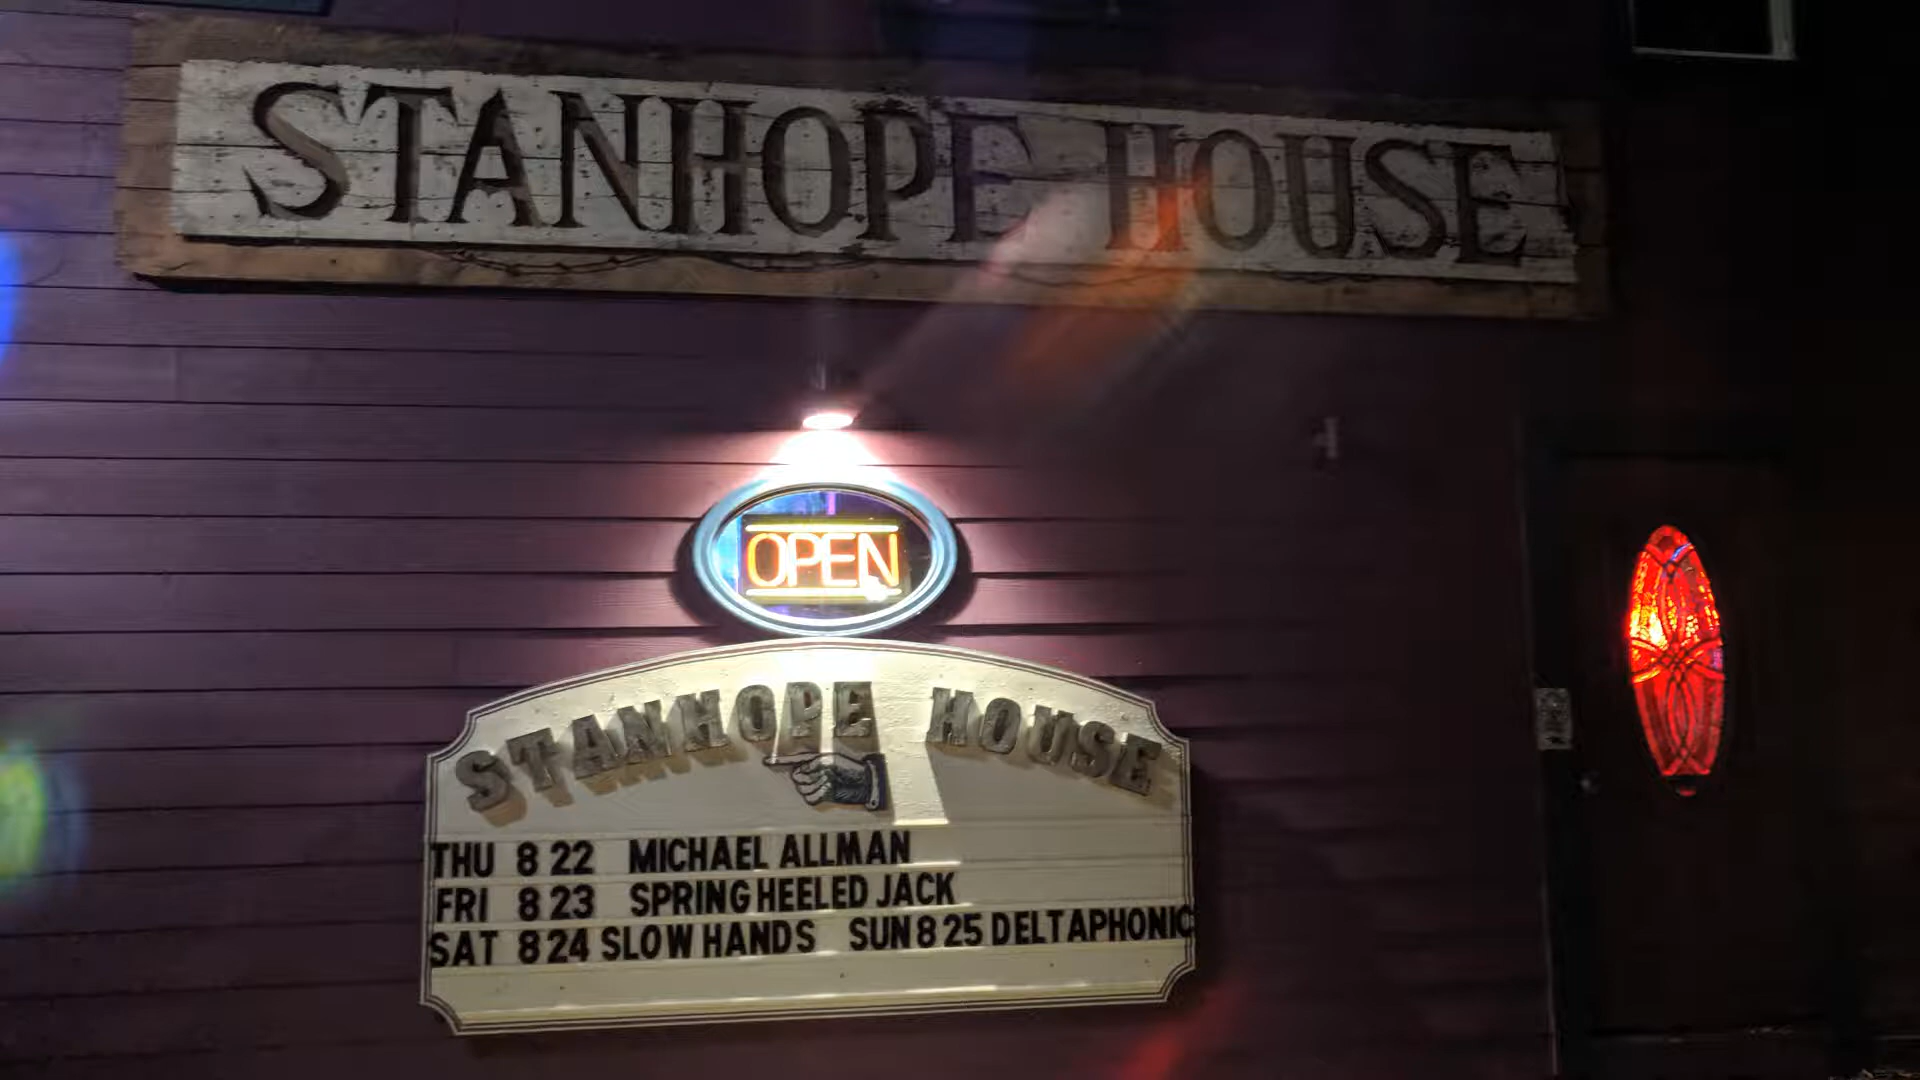 STANHOPE HOUSE
OPEN
STANHOPE HOUSE
THU 8 22 MICHAEL ALLMAN
FRI 8 23 SPRING HEELED JACK
SAT 8 24 SLOW HANDS SUN 8 25 DELTAPHONIC